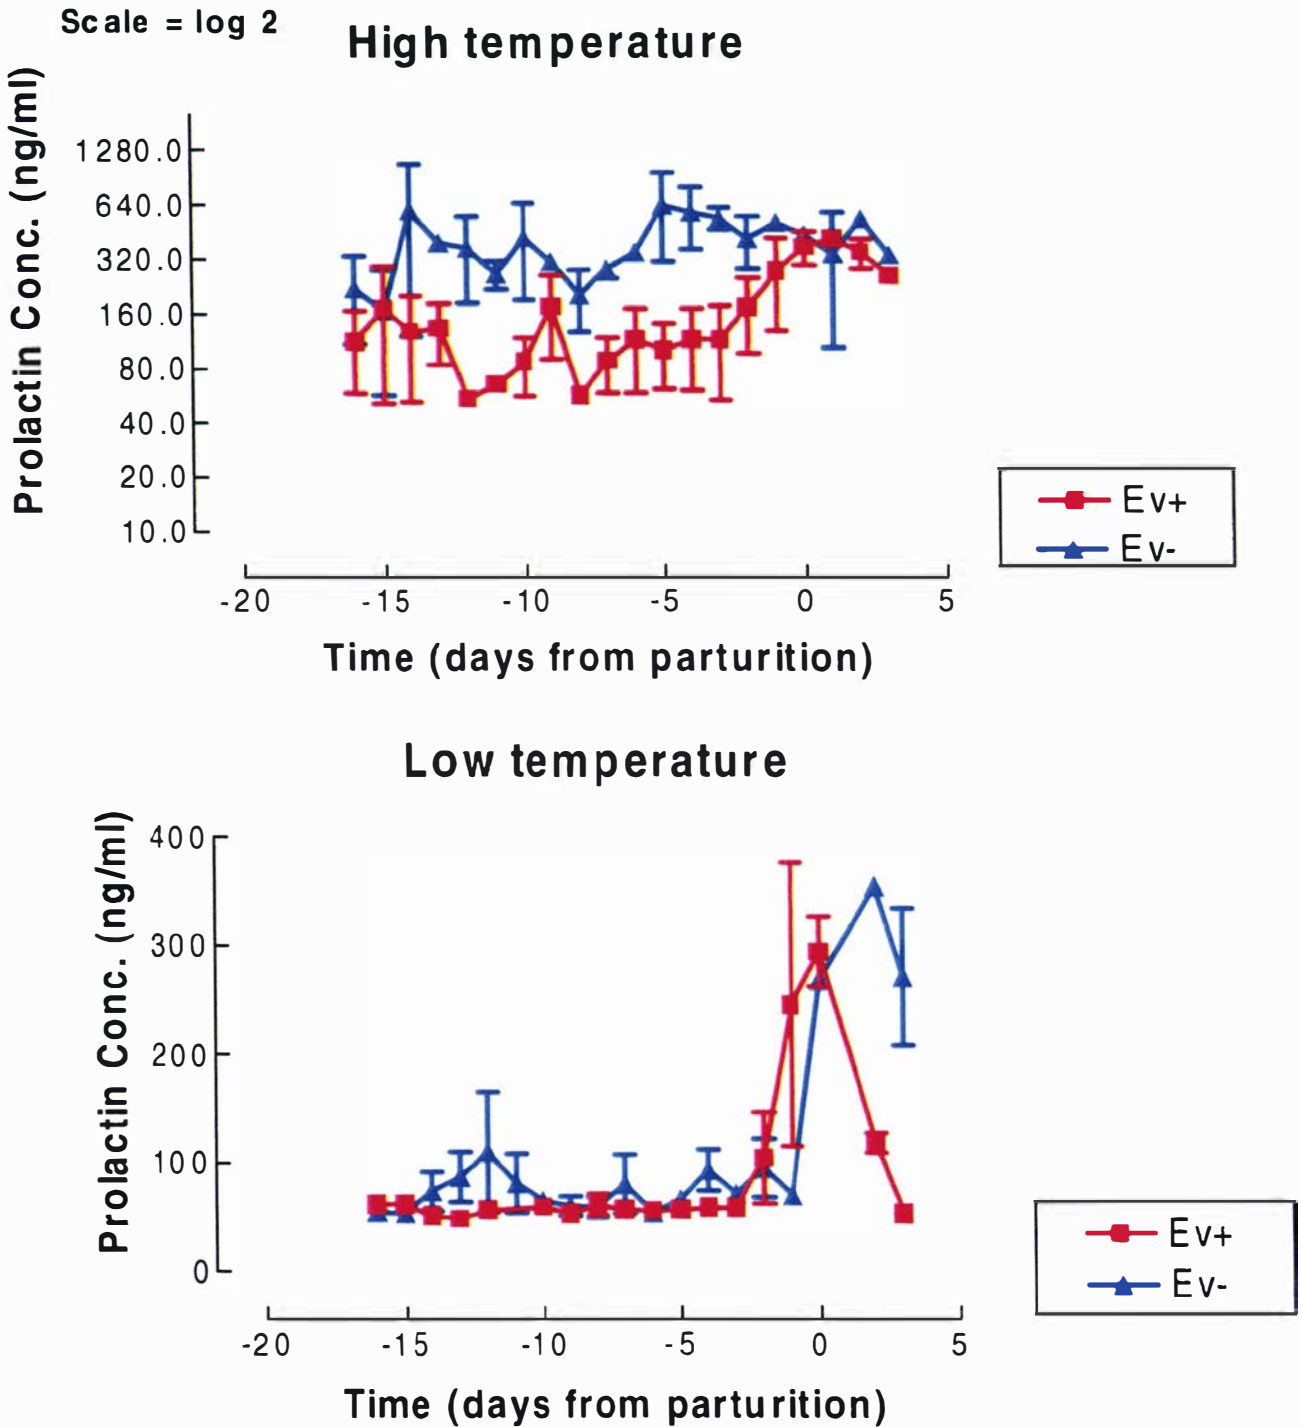 Scale = log 2
High temperature
Prolactin Conc. (ng/ml)
1280.0
640.0
320.0
160.0
80.0
40.0
20.0
10.0
Ev+
Ev-
-20 -15 -10 -5 0 5
Time (days from parturition)
Low temperature
Prolactin Conc. (ng/ml)
400
300
200
100
0
Ev+
Ev-
-20 -15 -10 -5 0 5
Time (days from parturition)